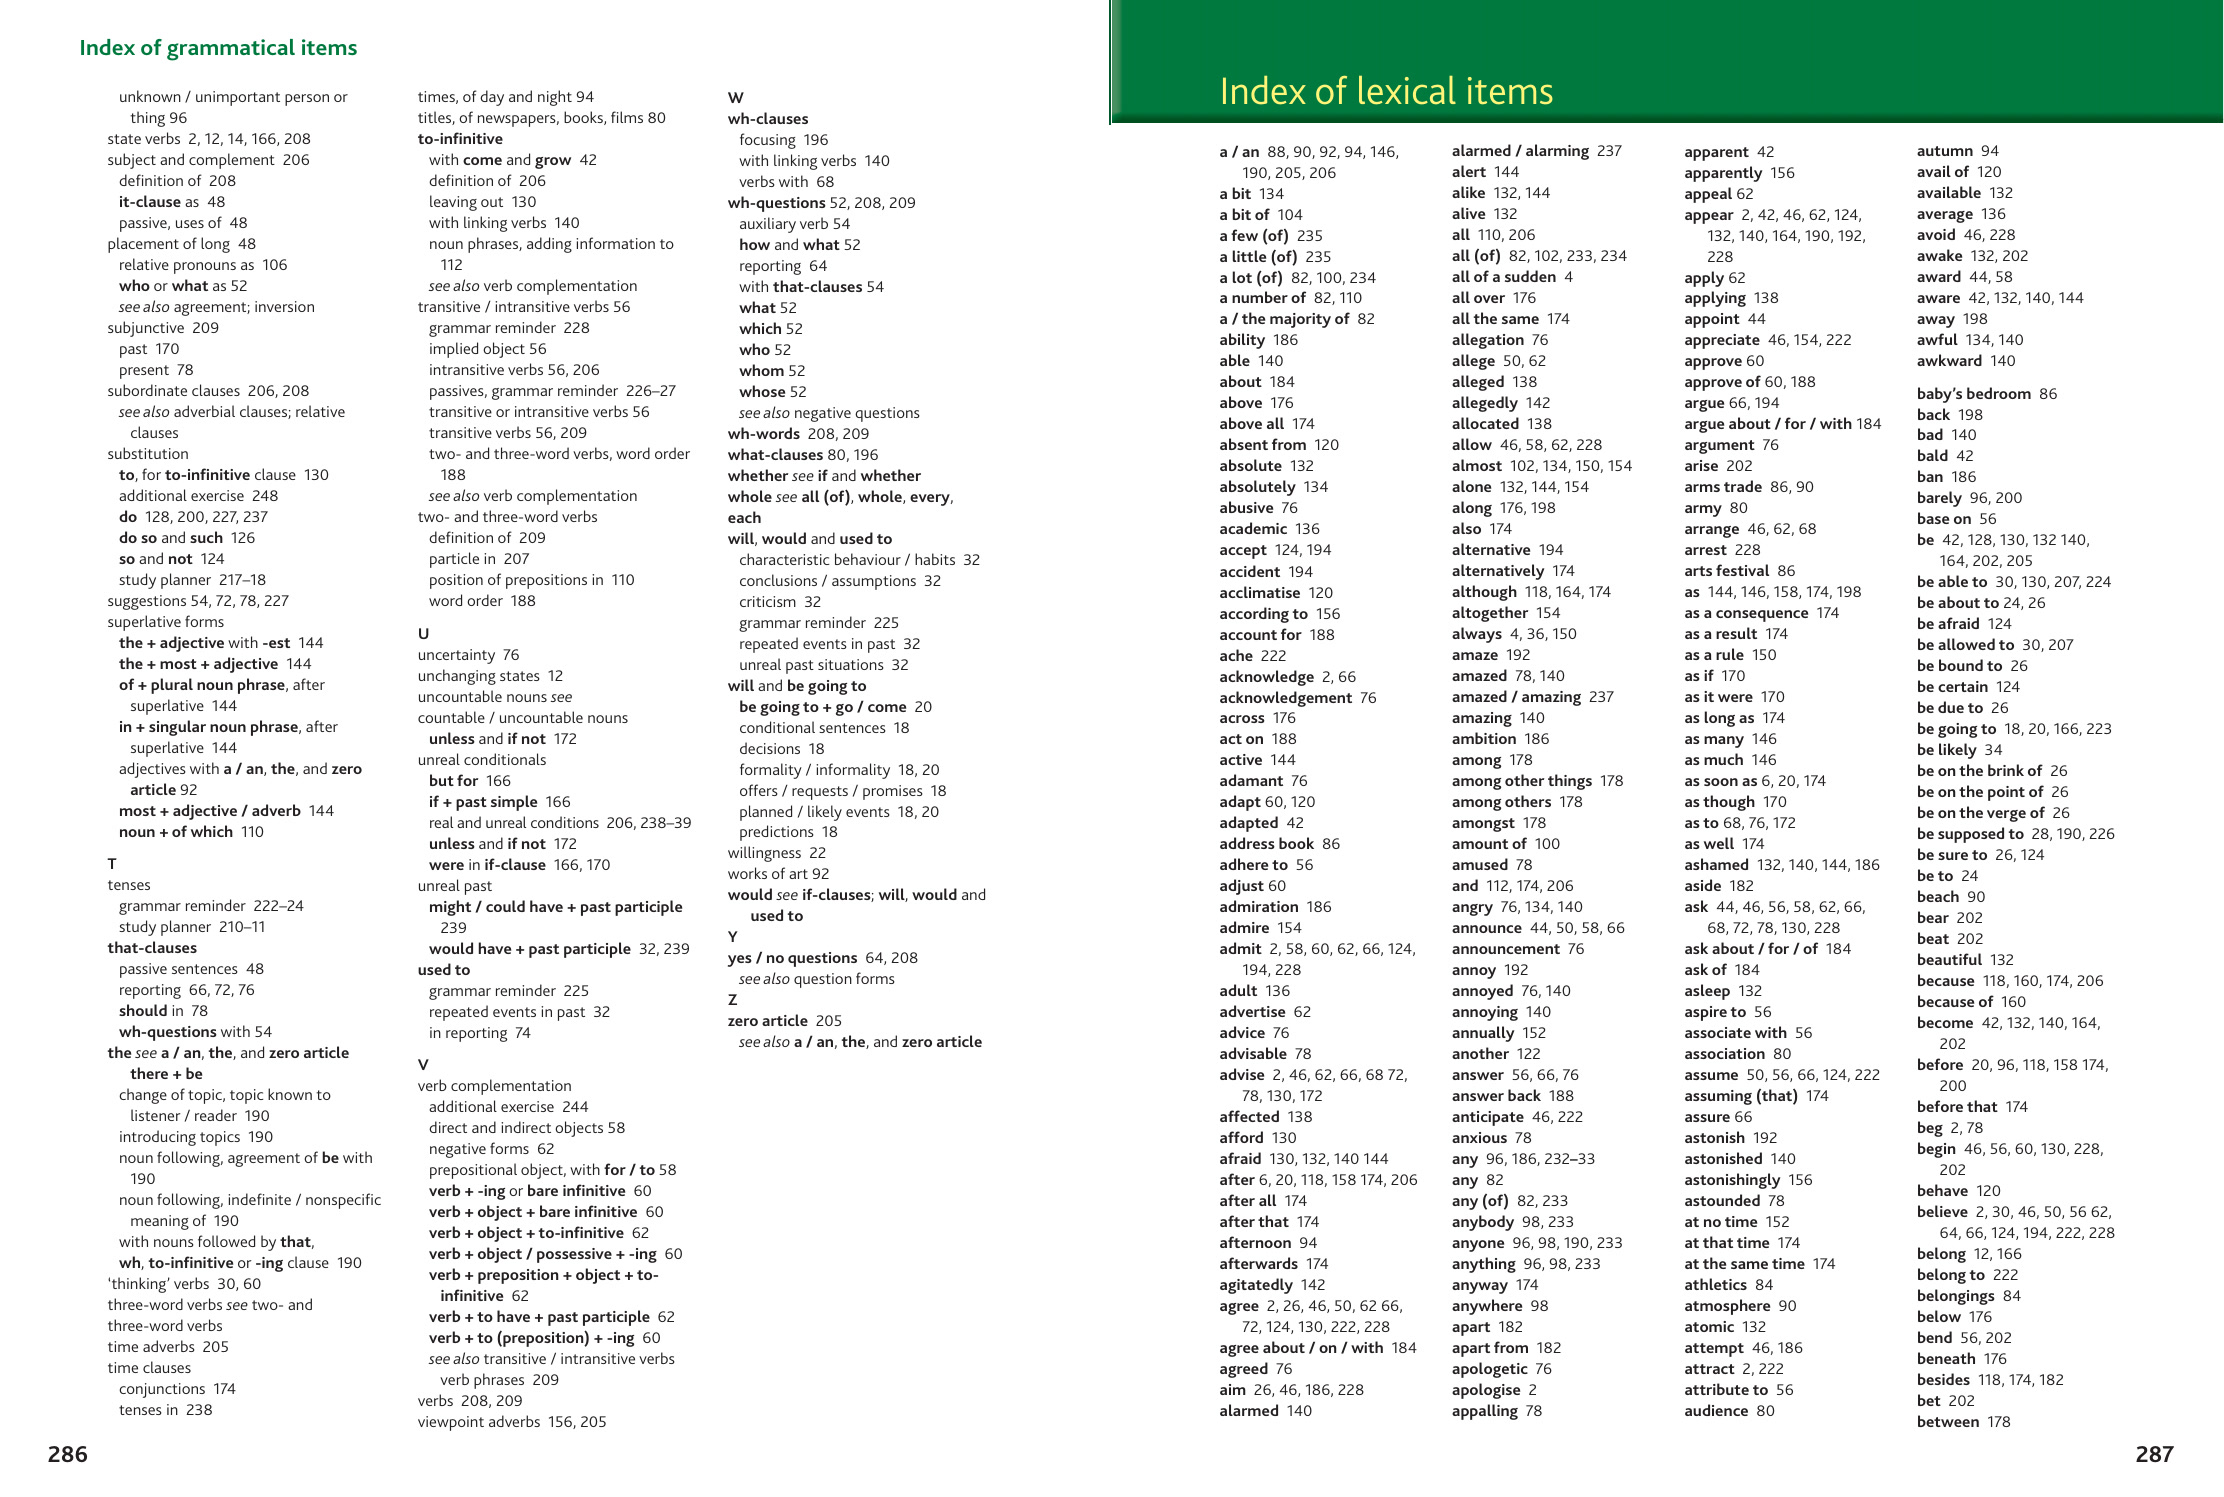 Index of grammatical items
unknown / unimportant person or
thing 96
state verbs 2, 12, 14, 166, 208
subject and complement 206
definition of 208
it-clause as 48
passive, uses of 48
placement of long 48
relative pronouns as 106
who or what as 52
see also agreement; inversion
subjunctive 209
past 170
present 78
subordinate clauses 206, 208
see also adverbial clauses; relative
clauses
substitution
to, for to-infinitive clause 130
additional exercise 248
do 128, 200, 227, 237
do so and such 126
so and not 124
study planner 217–18
suggestions 54, 72, 78, 227
superlative forms
the + adjective with -est 144
the + most + adjective 144
of + plural noun phrase, after
superlative 144
in + singular noun phrase, after
superlative 144
adjectives with a / an, the, and zero
article 92
most + adjective / adverb 144
noun + of which 110
T
tenses
grammar reminder 222–24
study planner 210–11
that-clauses
passive sentences 48
reporting 66, 72, 76
should in 78
wh-questions with 54
the see a / an, the, and zero article
there + be
change of topic, topic known to
listener / reader 190
introducing topics 190
noun following, agreement of be with
190
noun following, indefinite / nonspecific
meaning of 190
with nouns followed by that,
wh, to-infinitive or -ing clause 190
'thinking' verbs 30, 60
three-word verbs see two- and
three-word verbs
time adverbs 205
time clauses
conjunctions 174
tenses in 238
times, of day and night 94
titles, of newspapers, books, films 80
to-infinitive
with come and grow 42
definition of 206
leaving out 130
with linking verbs 140
noun phrases, adding information to
112
see also verb complementation
transitive / intransitive verbs 56
grammar reminder 228
implied object 56
intransitive verbs 56, 206
passives, grammar reminder 226–27
transitive or intransitive verbs 56
transitive verbs 56, 209
two- and three-word verbs, word order
188
see also verb complementation
two- and three-word verbs
definition of 209
particle in 207
position of prepositions in 110
word order 188
U
uncertainty 76
unchanging states 12
uncountable nouns see
countable / uncountable nouns
unless and if not 172
unreal conditionals
but for 166
if + past simple 166
real and unreal conditions 206, 238–39
unless and if not 172
were in if-clause 166, 170
unreal past
might / could have + past participle
239
would have + past participle 32, 239
used to
grammar reminder 225
repeated events in past 32
in reporting 74
V
verb complementation
additional exercise 244
direct and indirect objects 58
negative forms 62
prepositional object, with for / to 58
verb + -ing or bare infinitive 60
verb + object + bare infinitive 60
verb + object + to-infinitive 62
verb + object / possessive + -ing 60
verb + preposition + object + to-
infinitive 62
verb + to have + past participle 62
verb + to (preposition) + -ing 60
see also transitive / intransitive verbs
verb phrases 209
verbs 208, 209
viewpoint adverbs 156, 205
W
wh-clauses
focusing 196
with linking verbs 140
verbs with 68
wh-questions 52, 208, 209
auxiliary verb 54
how and what 52
reporting 64
with that-clauses 54
what 52
which 52
who 52
whom 52
whose 52
see also negative questions
wh-words 208, 209
what-clauses 80, 196
whether see if and whether
whole see all (of), whole, every,
each
will, would and used to
characteristic behaviour / habits 32
conclusions / assumptions 32
criticism 32
grammar reminder 225
repeated events in past 32
unreal past situations 32
will and be going to
be going to + go / come 20
conditional sentences 18
decisions 18
formality / informality 18, 20
offers / requests / promises 18
planned / likely events 18, 20
predictions 18
willingness 22
works of art 92
would see if-clauses; will, would and
used to
Y
yes / no questions 64, 208
see also question forms
Z
zero article 205
see also a / an, the, and zero article
286
Index of lexical items
a / an 88, 90, 92, 94, 146,
190, 205, 206
a bit 134
a bit of 104
a few (of) 235
a little (of) 235
a lot (of) 82, 100, 234
a number of 82, 110
a / the majority of 82
ability 186
able 140
about 184
above 176
above all 174
absent from 120
absolute 132
absolutely 134
abusive 76
academic 136
accept 124, 194
accident 194
acclimatise 120
according to 156
account for 188
ache 222
acknowledge 2, 66
acknowledgement 76
across 176
act on 188
active 144
adamant 76
adapt 60, 120
adapted 42
address book 86
adhere to 56
adjust 60
admiration 186
admire 154
admit 2, 58, 60, 62, 66, 124,
194, 228
adult 136
advertise 62
advice 76
advisable 78
advise 2, 46, 62, 66, 68 72,
78, 130, 172
affected 138
afford 130
afraid 130, 132, 140 144
after 6, 20, 118, 158 174, 206
after all 174
after that 174
afternoon 94
afterwards 174
agitatedly 142
agree 2, 26, 46, 50, 62 66,
72, 124, 130, 222, 228
agree about / on / with 184
agreed 76
aim 26, 46, 186, 228
alarmed 140
alarmed / alarming 237
alert 144
alike 132, 144
alive 132
all 110, 206
all (of) 82, 102, 233, 234
all of a sudden 4
all over 176
all the same 174
allegation 76
allege 50, 62
alleged 138
allegedly 142
allocated 138
allow 46, 58, 62, 228
almost 102, 134, 150, 154
alone 132, 144, 154
along 176, 198
also 174
alternative 194
alternatively 174
although 118, 164, 174
altogether 154
always 4, 36, 150
amaze 192
amazed 78, 140
amazed / amazing 237
amazing 140
ambition 186
among 178
among other things 178
among others 178
amongst 178
amount of 100
amused 78
and 112, 174, 206
angry 76, 134, 140
announce 44, 50, 58, 66
announcement 76
annoy 192
annoyed 76, 140
annoying 140
annually 152
another 122
answer 56, 66, 76
answer back 188
anticipate 46, 222
anxious 78
any 96, 186, 232–33
any 82
any (of) 82, 233
anybody 98, 233
anyone 96, 98, 190, 233
anything 96, 98, 233
anyway 174
anywhere 98
apart 182
apart from 182
apologetic 76
apologise 2
appalling 78
apparent 42
apparently 156
appeal 62
appear 2, 42, 46, 62, 124,
132, 140, 164, 190, 192,
228
apply 62
applying 138
appoint 44
appreciate 46, 154, 222
approve 60
approve of 60, 188
argue 66, 194
argue about / for / with 184
argument 76
arise 202
arms trade 86, 90
army 80
arrange 46, 62, 68
arrest 228
arts festival 86
as 144, 146, 158, 174, 198
as a consequence 174
as a result 174
as a rule 150
as if 170
as it were 170
as long as 174
as many 146
as much 146
as soon as 6, 20, 174
as though 170
as to 68, 76, 172
as well 174
ashamed 132, 140, 144, 186
aside 182
ask 44, 46, 56, 58, 62, 66,
68, 72, 78, 130, 228
ask about / for / of 184
ask of 184
asleep 132
aspire to 56
associate with 56
association 80
assume 50, 56, 66, 124, 222
assuming (that) 174
assure 66
astonish 192
astonished 140
astonishingly 156
astounded 78
at no time 152
at that time 174
at the same time 174
athletics 84
atmosphere 90
atomic 132
attempt 46, 186
attract 2, 222
attribute to 56
audience 80
autumn 94
avail of 120
available 132
average 136
avoid 46, 228
awake 132, 202
award 44, 58
aware 42, 132, 140, 144
away 198
awful 134, 140
awkward 140
baby's bedroom 86
back 198
bad 140
bald 42
ban 186
barely 96, 200
base on 56
be 42, 128, 130, 132 140,
164, 202, 205
be able to 30, 130, 207, 224
be about to 24, 26
be afraid 124
be allowed to 30, 207
be bound to 26
be certain 124
be due to 26
be going to 18, 20, 166, 223
be likely 34
be on the brink of 26
be on the point of 26
be on the verge of 26
be supposed to 28, 190, 226
be sure to 26, 124
be to 24
beach 90
bear 202
beat 202
beautiful 132
because 118, 160, 174, 206
because of 160
become 42, 132, 140, 164,
202
before 20, 96, 118, 158 174,
200
before that 174
beg 2, 78
begin 46, 56, 60, 130, 228,
202
behave 120
believe 2, 30, 46, 50, 56 62,
64, 66, 124, 194, 222, 228
belong 12, 166
belong to 222
belongings 84
below 176
bend 56, 202
beneath 176
besides 118, 174, 182
bet 202
between 178
287